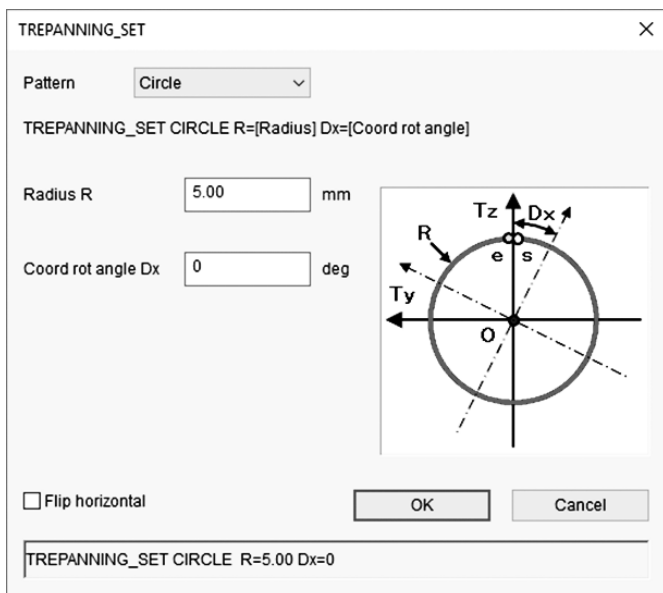 TREPANNING_SET
Pattern Circle
TREPANNING_SET CIRCLE R=[Radius] Dx=[Coord rot angle]
Radius R 5.00 mm
Coord rot angle Dx 0 deg
Tz Dx
R
e s
Ty
O
Flip horizontal OK Cancel
TREPANNING_SET CIRCLE R=5.00 Dx=0